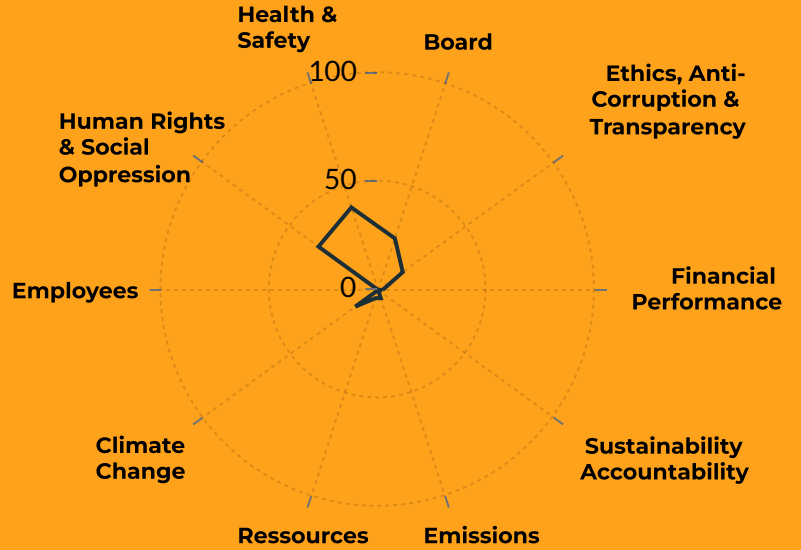 Health &
Safety
Board
100
Ethics, Anti-
Corruption &
Transparency
Human Rights
& Social
Oppression
50
Employees
0
Financial
Performance
Climate
Change
Sustainability
Accountability
Ressources
Emissions